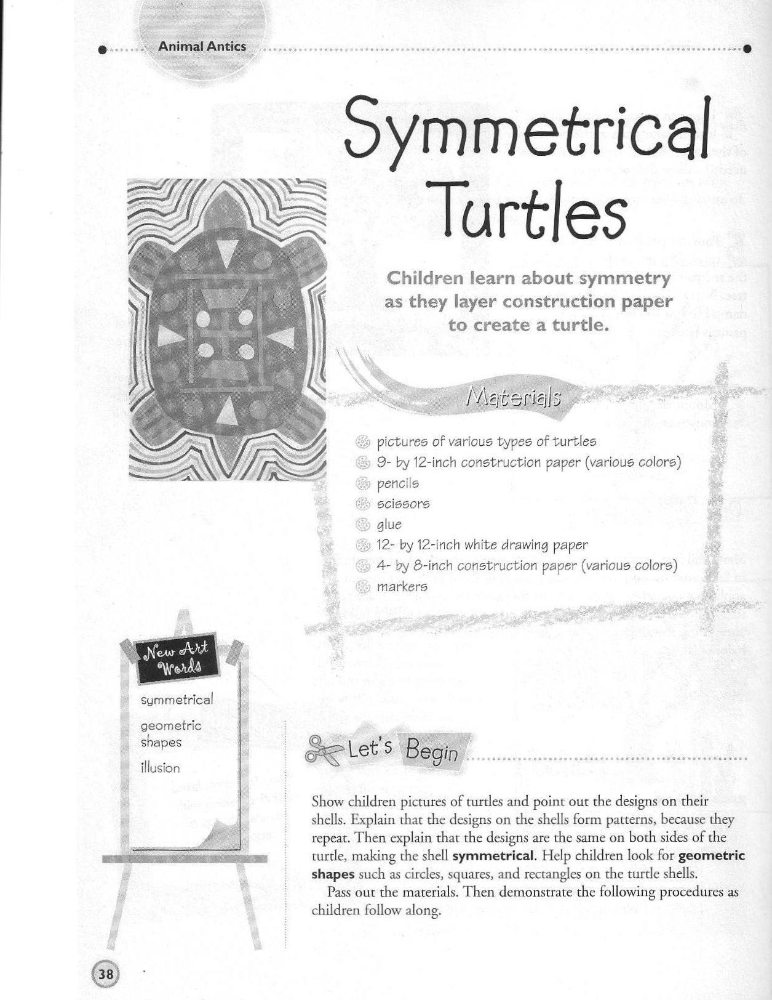 Animal Antics
Symmetrical
Turtles
Children learn about symmetry
as they layer construction paper
to create a turtle.
Materials
pictures of various types of turtles
9- by 12-inch construction paper (various colors)
pencils
scissors
glue
12- by 12-inch white drawing paper
4- by 8-inch construction paper (various colors)
markers
New Art
Words
symmetrical
geometric
shapes
illusion
Let's Begin
Show children pictures of turtles and point out the designs on their
shells. Explain that the designs on the shells form patterns, because they
repeat. Then explain that the designs are the same on both sides of the
turtle, making the shell symmetrical. Help children look for geometric
shapes such as circles, squares, and rectangles on the turtle shells.
Pass out the materials. Then demonstrate the following procedures as
children follow along.
38